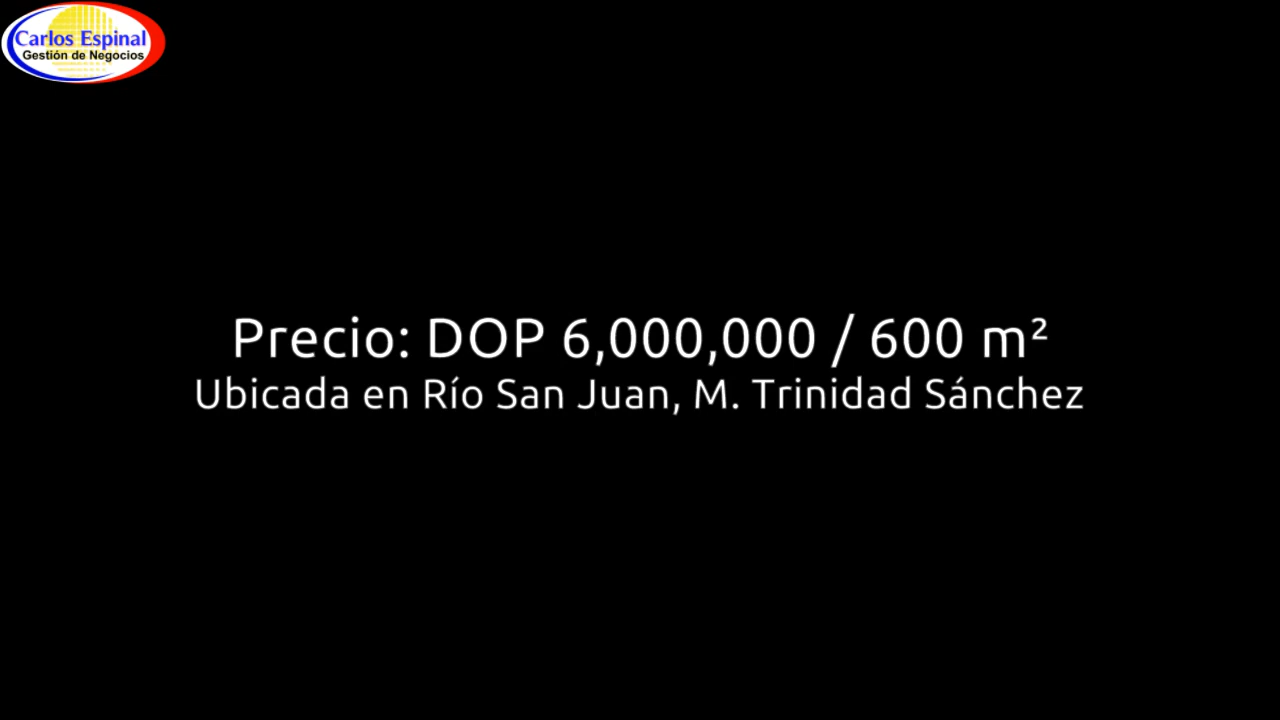 Carlos Espinal
Gestión de Negocios
Precio: DOP 6,000,000 / 600 m²
Ubicada en Río San Juan, M. Trinidad Sánchez